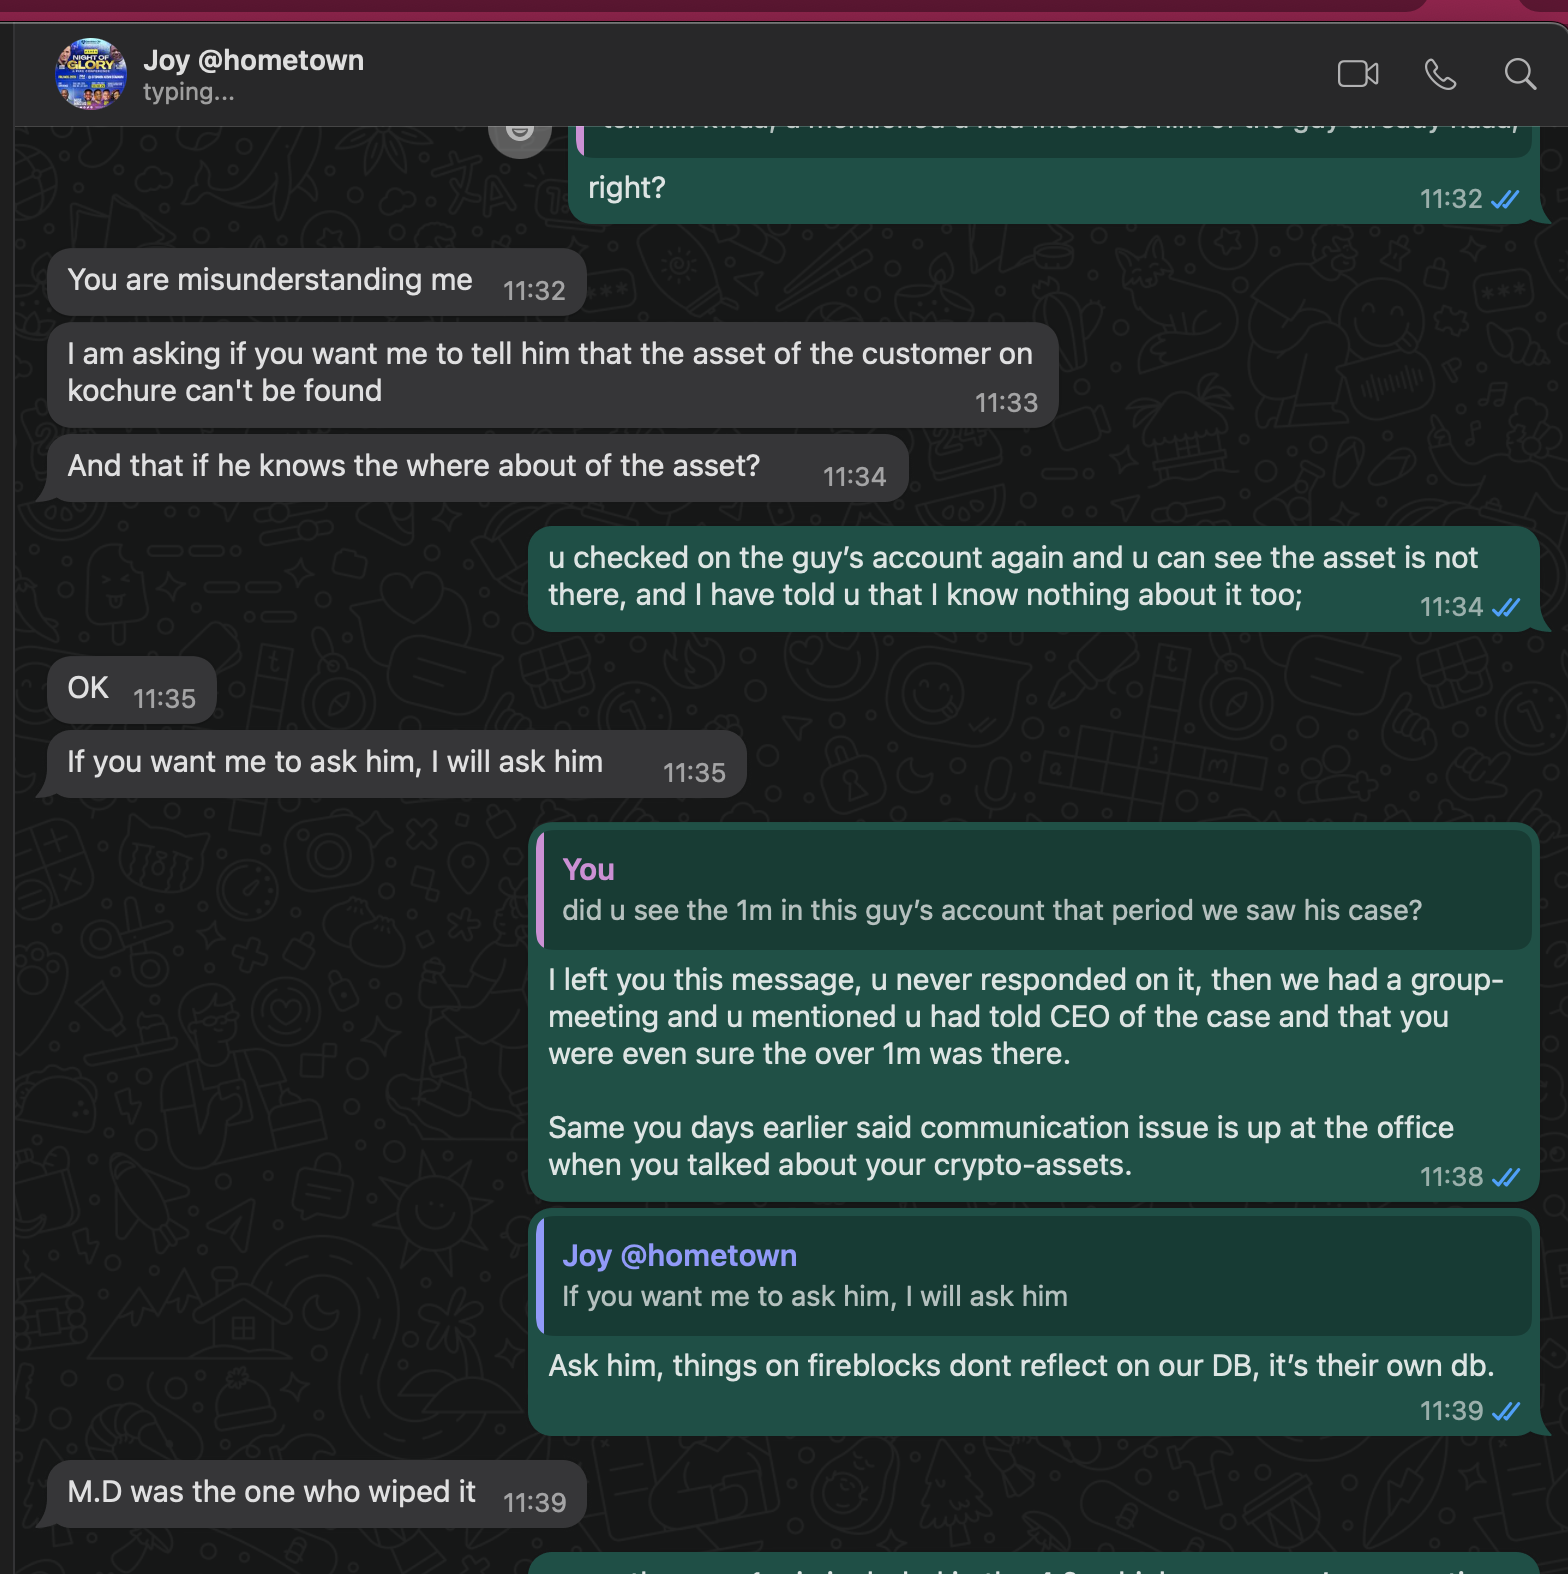 Joy @hometown
typing...
NIGHT OF
GLORY
right?
11:32
You are misunderstanding me
11:32
I am asking if you want me to tell him that the asset of the customer on
kochure can't be found
11:33
And that if he knows the where about of the asset?
11:34
u checked on the guy’s account again and u can see the asset is not
there, and I have told u that I know nothing about it too;
11:34
OK
11:35
If you want me to ask him, I will ask him
11:35
You
did u see the 1m in this guy’s account that period we saw his case?
I left you this message, u never responded on it, then we had a group-
meeting and u mentioned u had told CEO of the case and that you
were even sure the over 1m was there.
Same you days earlier said communication issue is up at the office
when you talked about your crypto-assets.
11:38
Joy @hometown
If you want me to ask him, I will ask him
Ask him, things on fireblocks dont reflect on our DB, it’s their own db.
11:39
M.D was the one who wiped it
11:39